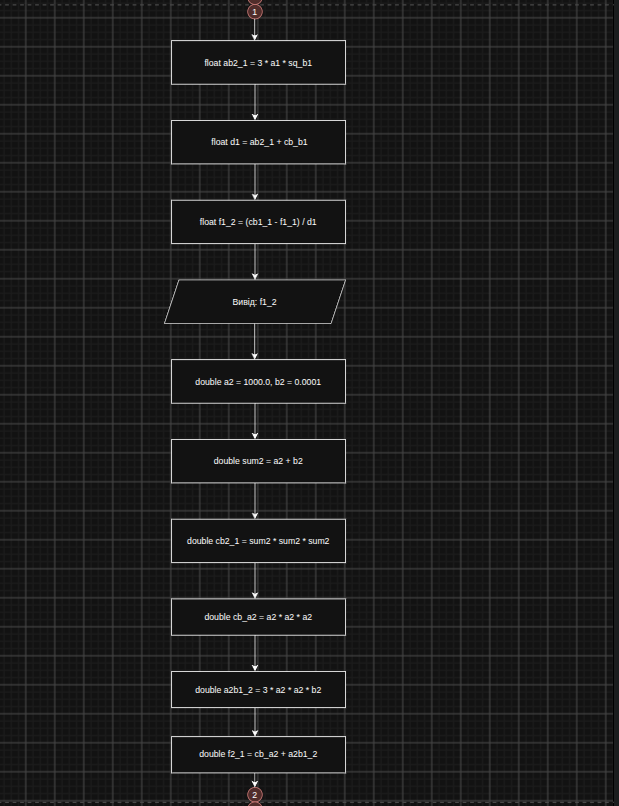 1
float ab2_1 = 3 * a1 * sq_b1
float d1 = ab2_1 + cb_b1
float f1_2 = (cb1_1 - f1_1) / d1
Вивід: f1_2
double a2 = 1000.0, b2 = 0.0001
double sum2 = a2 + b2
double cb2_1 = sum2 * sum2 * sum2
double cb_a2 = a2 * a2 * a2
double a2b1_2 = 3 * a2 * a2 * b2
double f2_1 = cb_a2 + a2b1_2
2